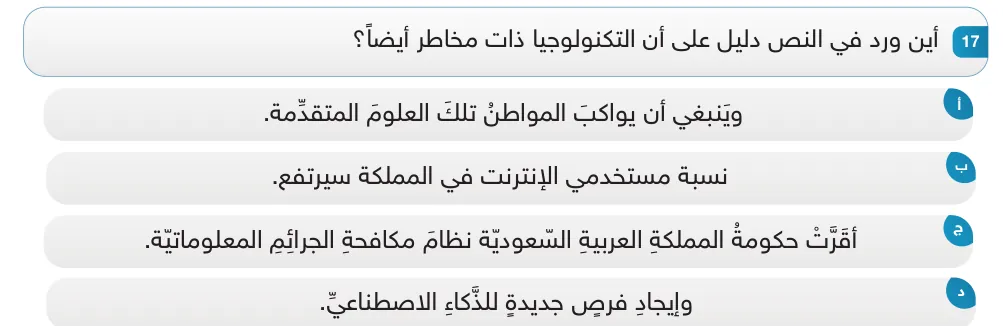 17 أين ورد في النص دليل على أن التكنولوجيا ذات مخاطر أيضاً؟
أ ويَنبغي أن يواكبَ المواطنُ تلكَ العلومَ المتقدِّمة.
ب نسبة مستخدمي الإنترنت في المملكة سيرتفع.
ج أقَرَّتْ حكومةُ المملكةِ العربيةِ السّعوديّة نظامَ مكافحةِ الجرائِمِ المعلوماتيّة.
د وإيجادِ فرصٍ جديدةٍ للذَّكاءِ الاصطناعيِّ.